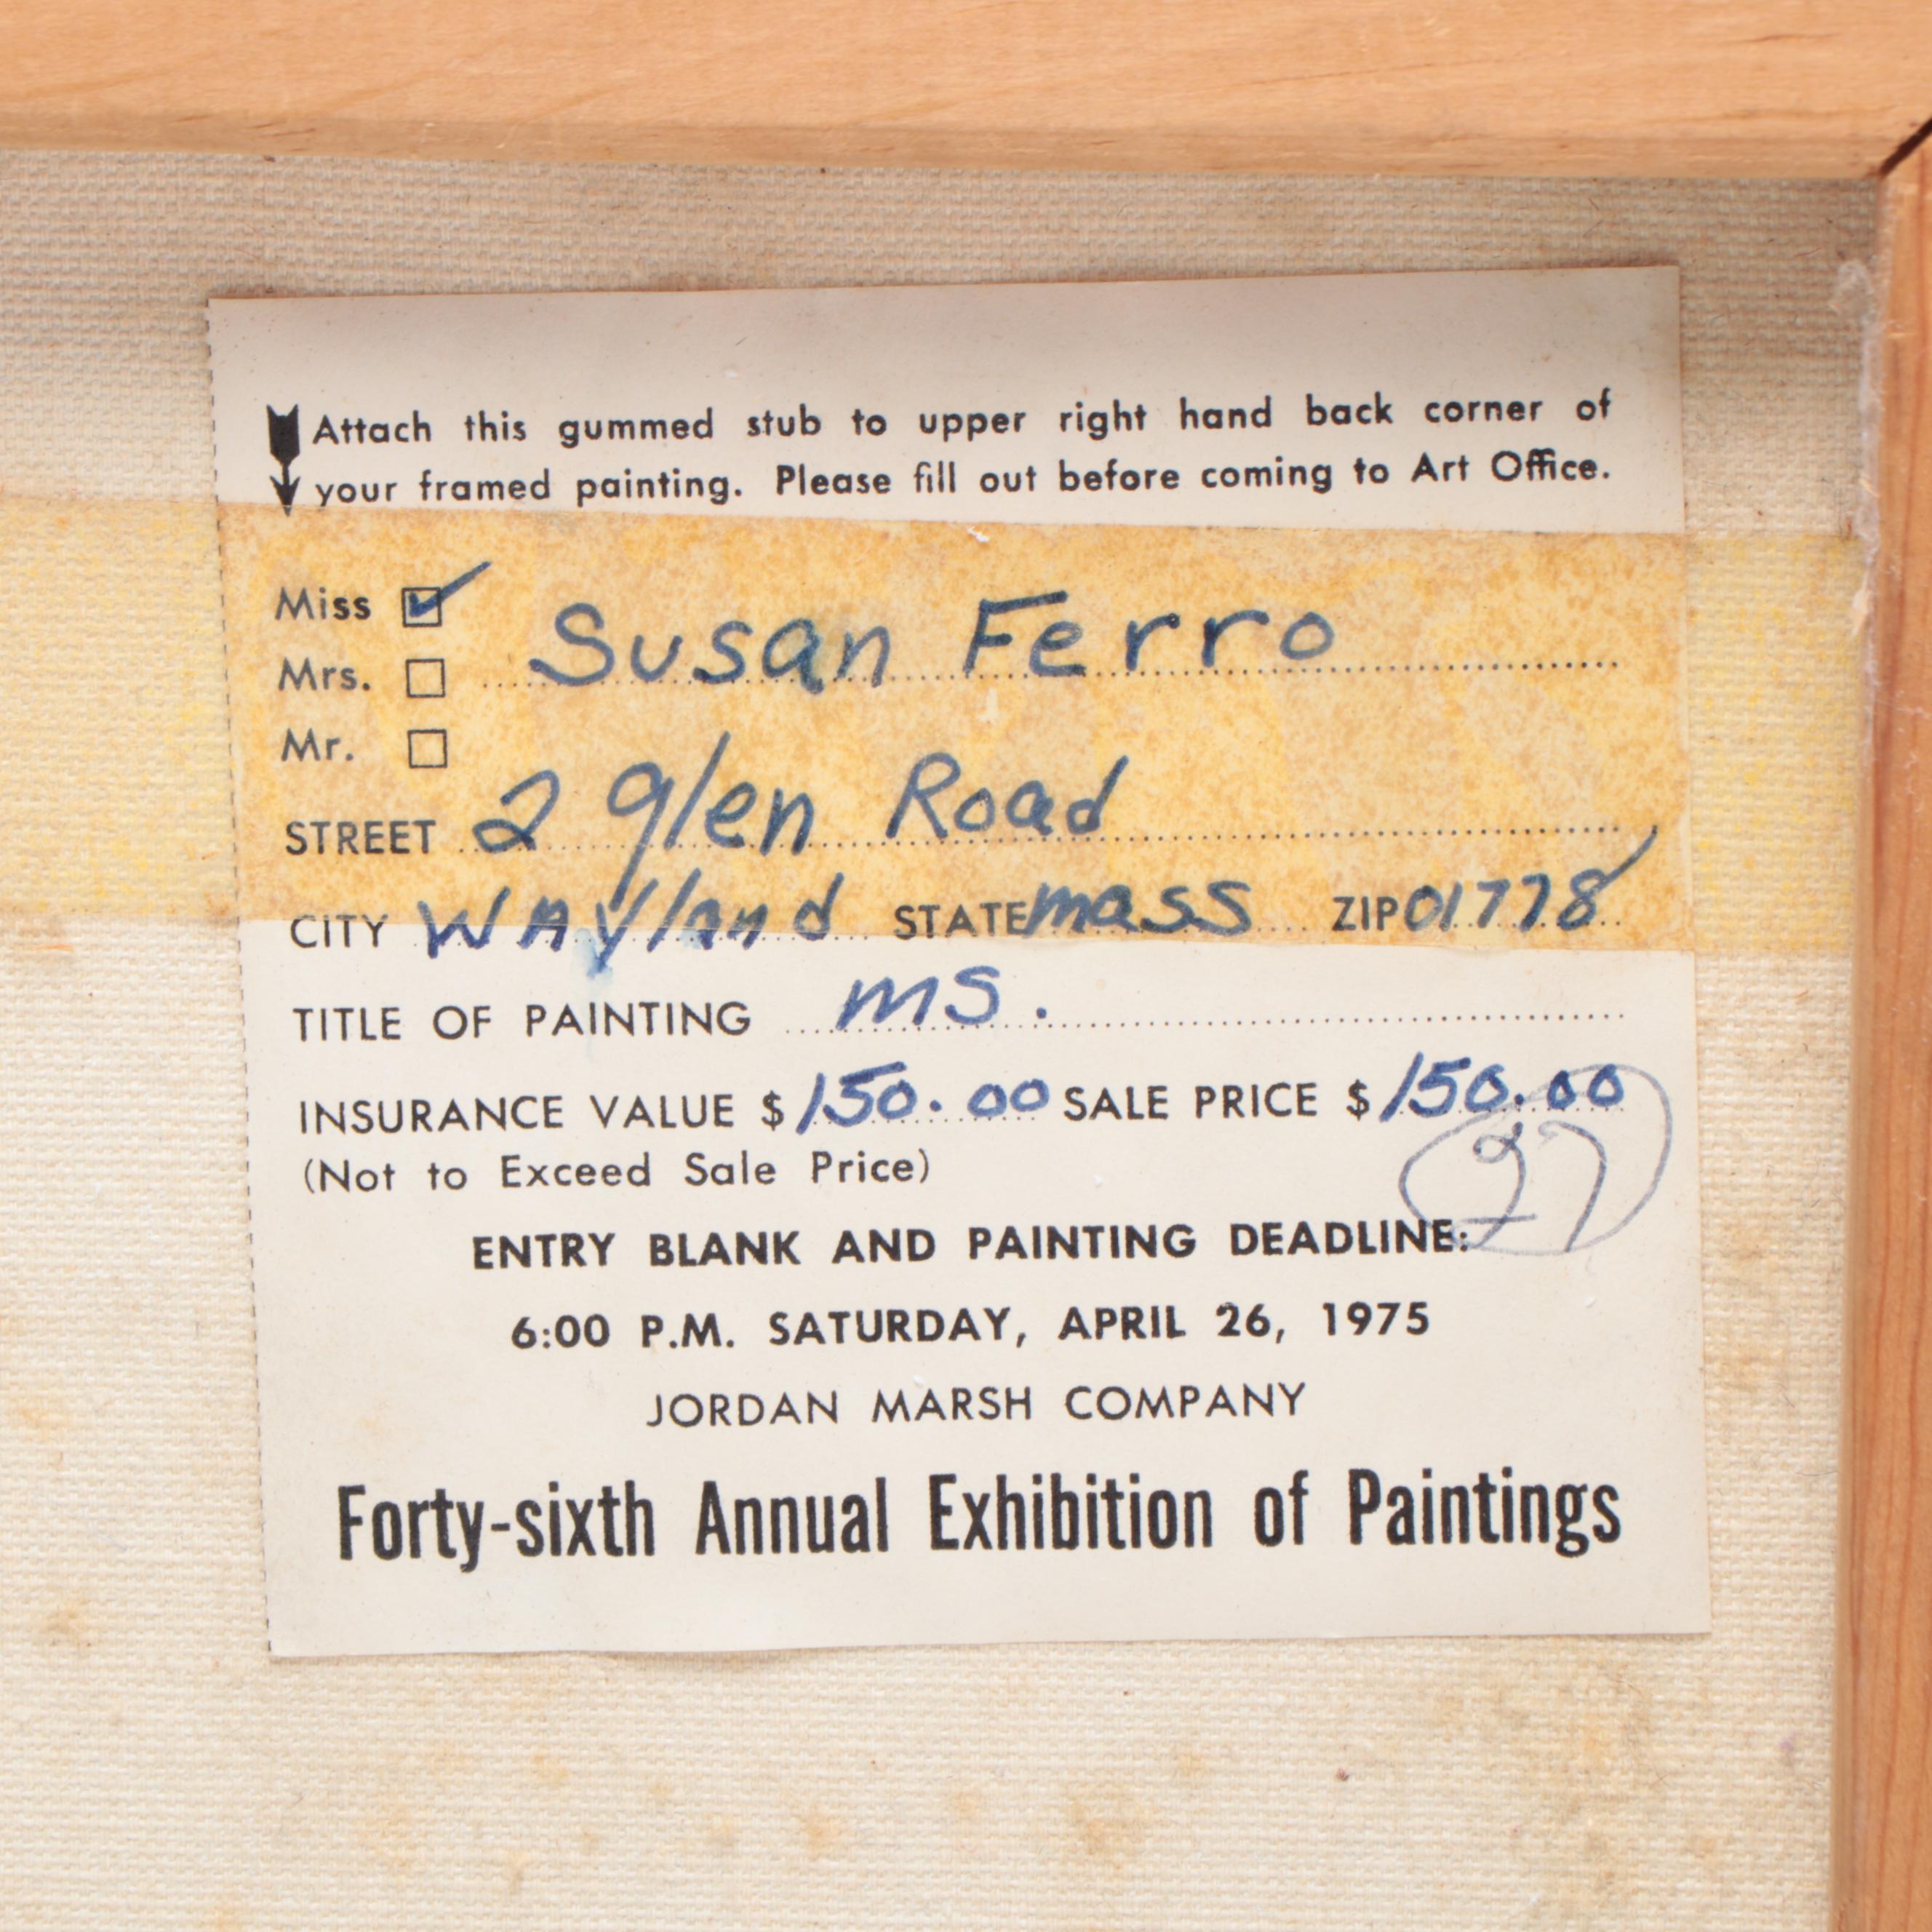 Attach this gummed stub to upper right hand back corner of
your framed painting. Please fill out before coming to Art Office.
Miss ☑ Susan Ferro
Mrs. ☐
Mr. ☐
STREET 2 glen Road
CITY WAyland STATE mass ZIP 01778
TITLE OF PAINTING ms.
INSURANCE VALUE $ 150.00 SALE PRICE $ 150.00
(Not to Exceed Sale Price)
27
ENTRY BLANK AND PAINTING DEADLINE:
6:00 P.M. SATURDAY, APRIL 26, 1975
JORDAN MARSH COMPANY
Forty-sixth Annual Exhibition of Paintings